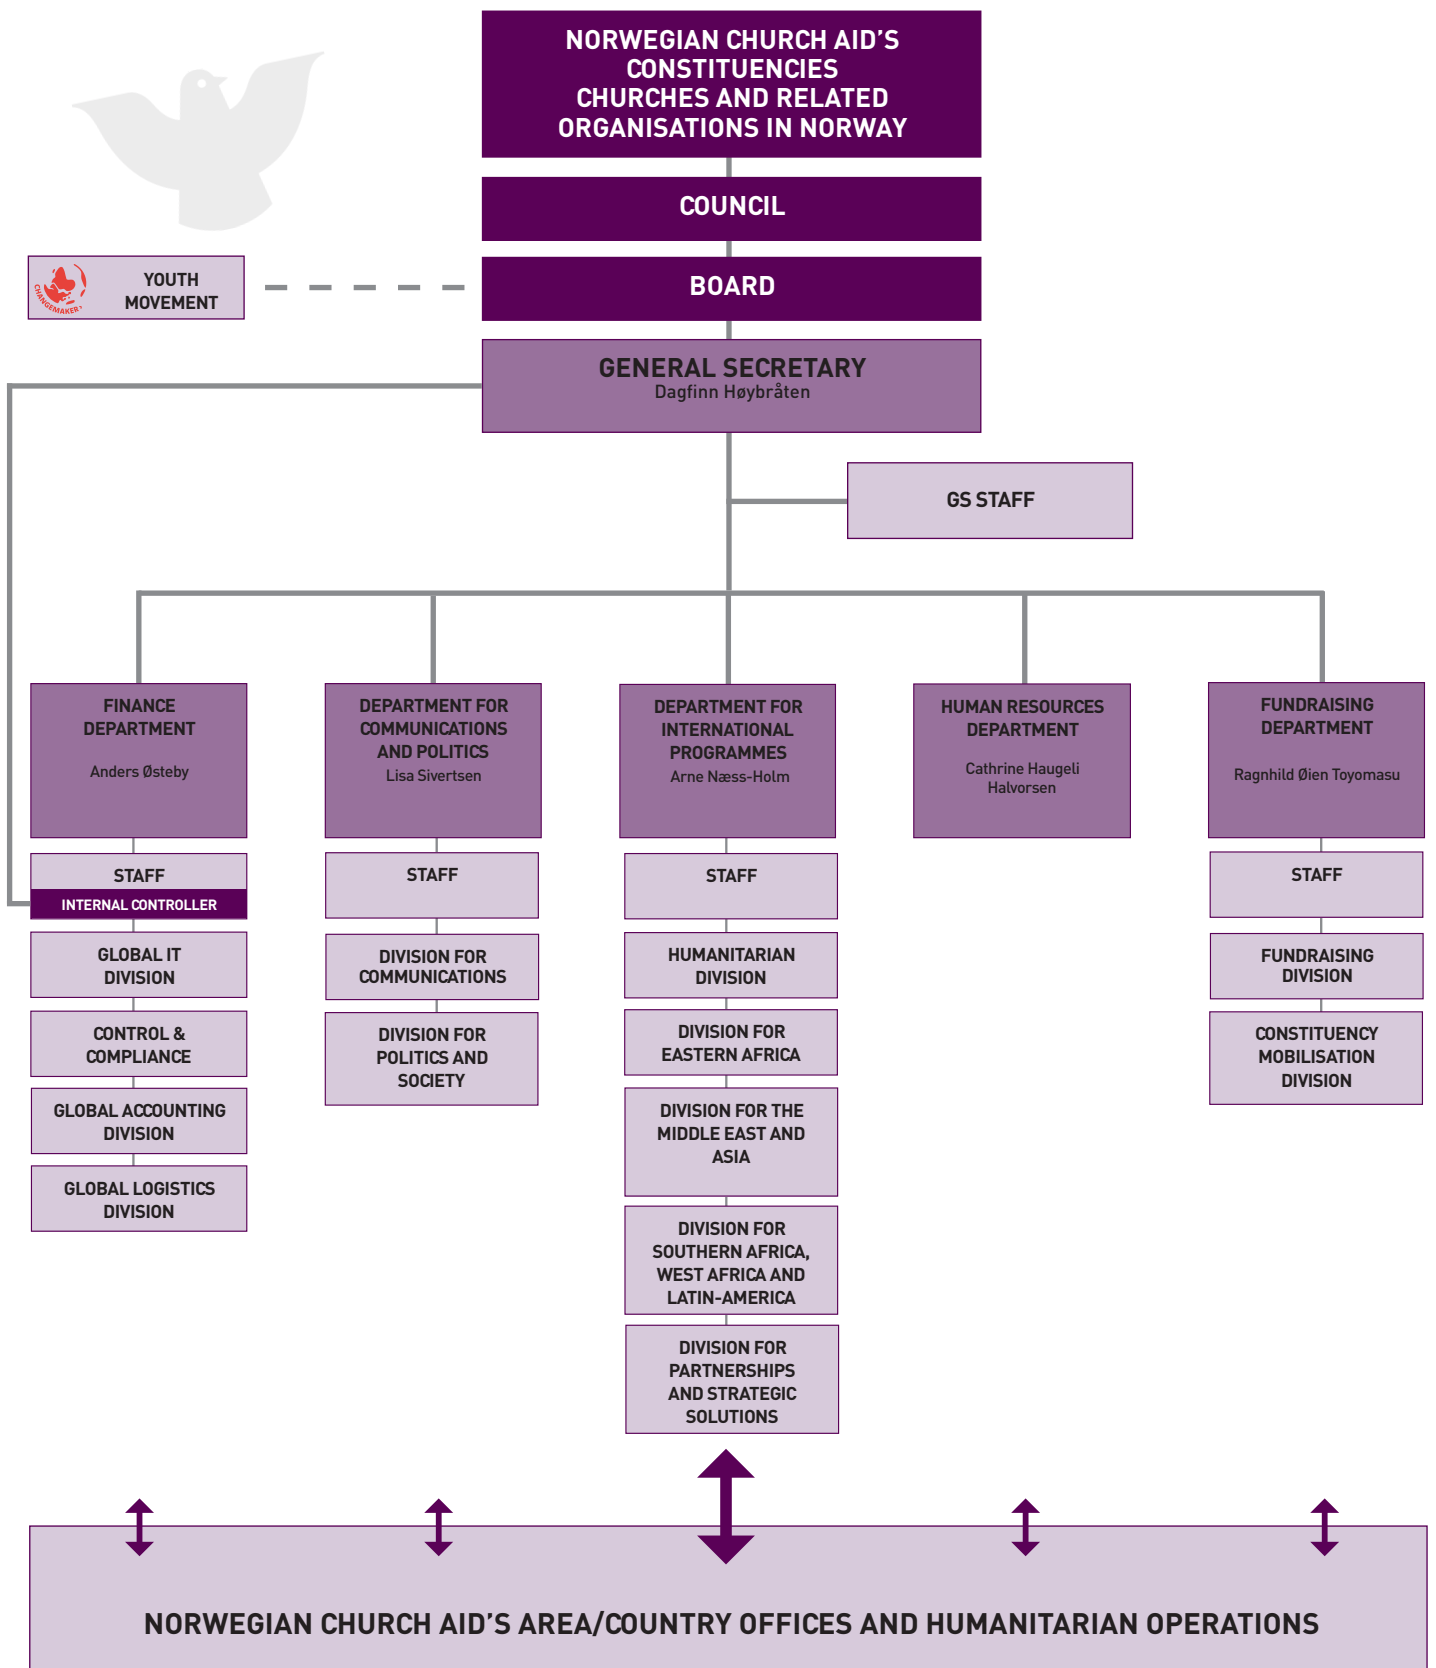 NORWEGIAN CHURCH AID'S
CONSTITUENCIES
CHURCHES AND RELATED
ORGANISATIONS IN NORWAY
COUNCIL
BOARD
YOUTH
MOVEMENT
CHANGEMAKER
GENERAL SECRETARY
Dagfinn Høybråten
GS STAFF
FINANCE
DEPARTMENT
Anders Østeby
STAFF
INTERNAL CONTROLLER
GLOBAL IT
DIVISION
CONTROL &
COMPLIANCE
GLOBAL ACCOUNTING
DIVISION
GLOBAL LOGISTICS
DIVISION
DEPARTMENT FOR
COMMUNICATIONS
AND POLITICS
Lisa Sivertsen
STAFF
DIVISION FOR
COMMUNICATIONS
DIVISION FOR
POLITICS AND
SOCIETY
DEPARTMENT FOR
INTERNATIONAL
PROGRAMMES
Arne Næss-Holm
STAFF
HUMANITARIAN
DIVISION
DIVISION FOR
EASTERN AFRICA
DIVISION FOR THE
MIDDLE EAST AND
ASIA
DIVISION FOR
SOUTHERN AFRICA,
WEST AFRICA AND
LATIN-AMERICA
DIVISION FOR
PARTNERSHIPS
AND STRATEGIC
SOLUTIONS
HUMAN RESOURCES
DEPARTMENT
Cathrine Haugeli
Halvorsen
FUNDRAISING
DEPARTMENT
Ragnhild Øien Toyomasu
STAFF
FUNDRAISING
DIVISION
CONSTITUENCY
MOBILISATION
DIVISION
NORWEGIAN CHURCH AID'S AREA/COUNTRY OFFICES AND HUMANITARIAN OPERATIONS